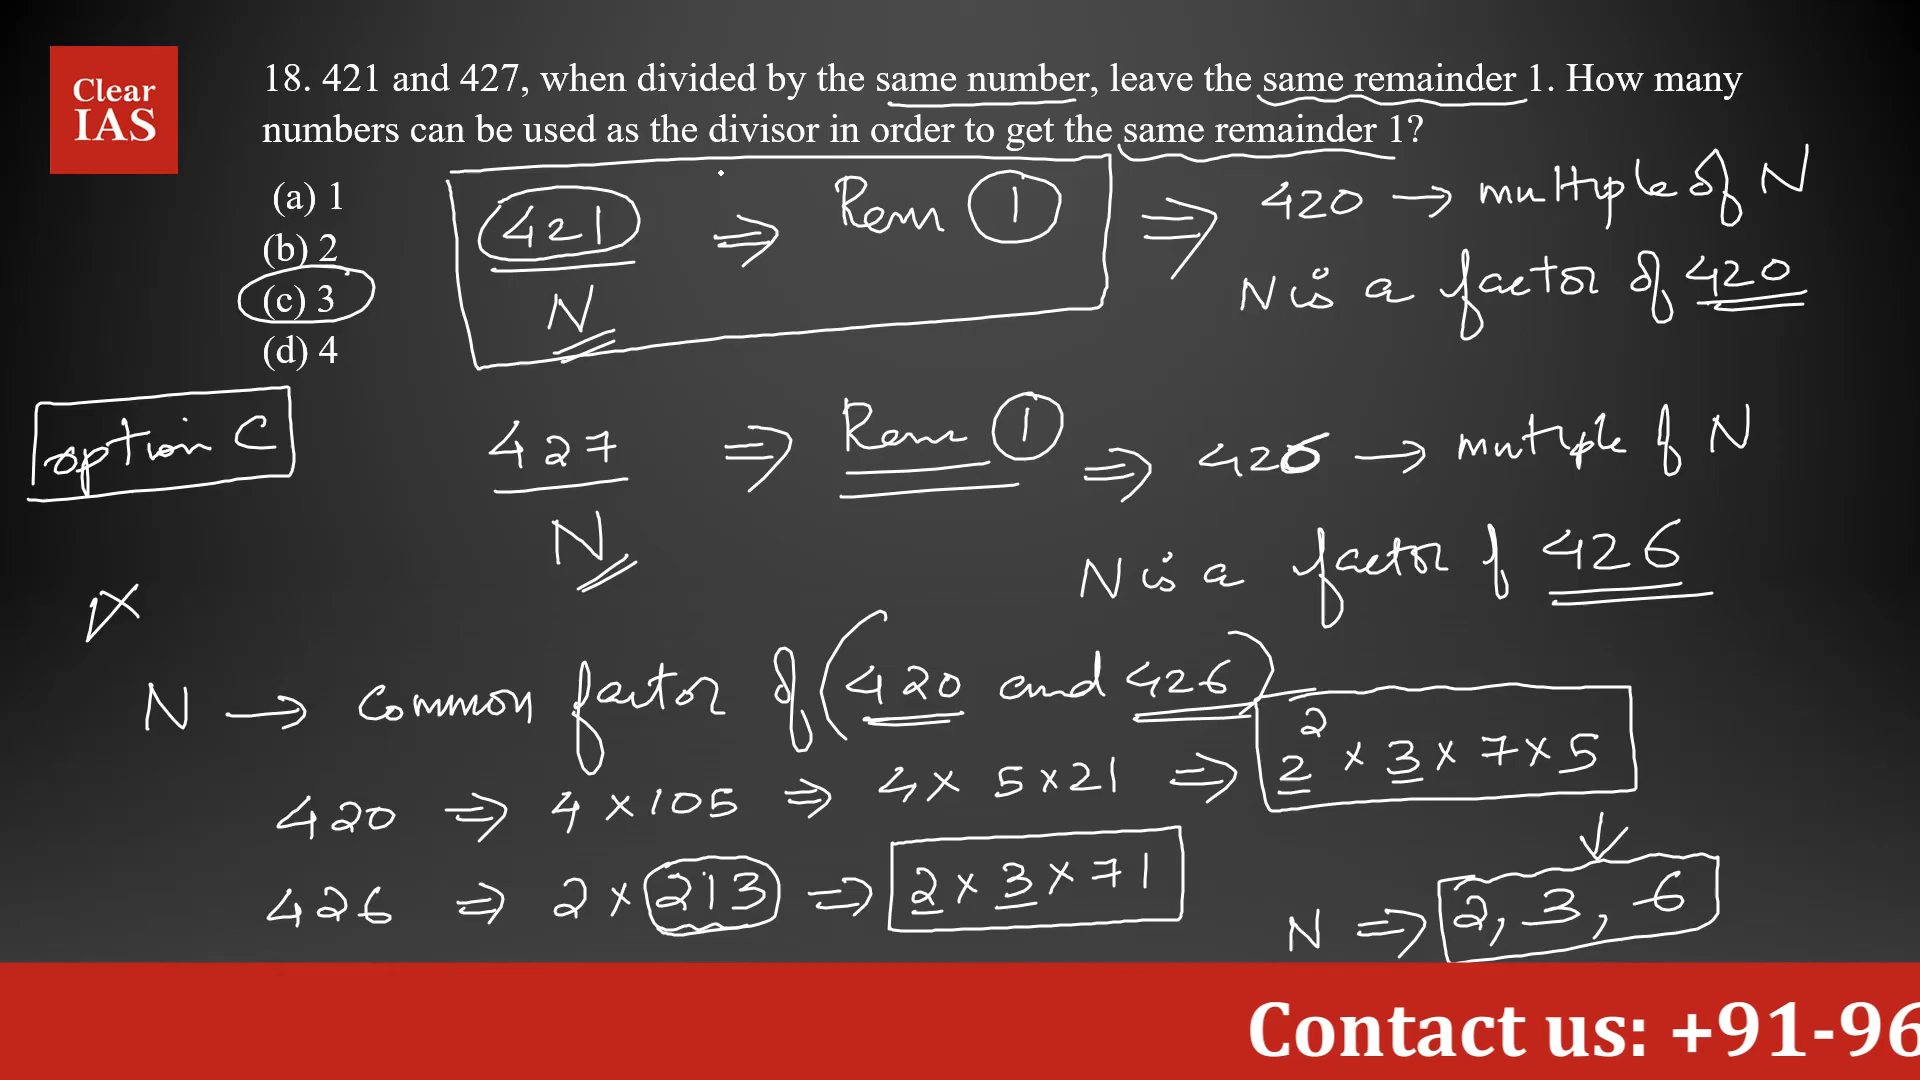 Clear
IAS
18. 421 and 427, when divided by the same number, leave the same remainder 1. How many
numbers can be used as the divisor in order to get the same remainder 1?
(a) 1
(b) 2
(c) 3
(d) 4
421 / N ⇒ Rem 1 ⇒ 420 → multiple of N
N is a factor of 420
option C
427 / N ⇒ Rem 1 ⇒ 426 → multiple of N
N is a factor of 426
N → Common factor of (420 and 426)
420 ⇒ 4 × 105 ⇒ 4 × 5 × 21 ⇒ 2² × 3 × 7 × 5
426 ⇒ 2 × 213 ⇒ 2 × 3 × 71
N ⇒ 2, 3, 6
Contact us: +91-96